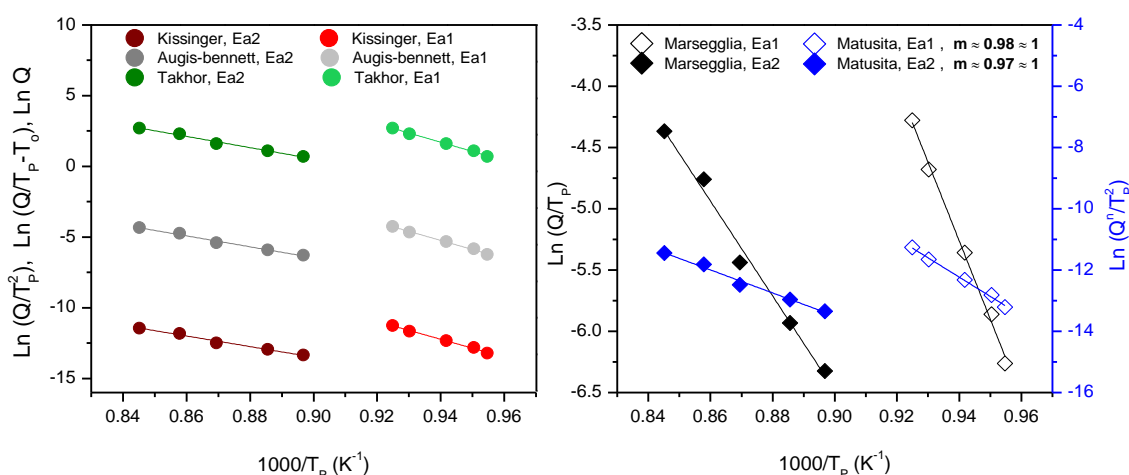 Kissinger, Ea2
Kissinger, Ea1
Augis-bennett, Ea2
Augis-bennett, Ea1
Takhor, Ea2
Takhor, Ea1
10
5
0
-5
-10
-15
0.84 0.86 0.88 0.90 0.92 0.94 0.96
Ln (Q/T_P^2), Ln (Q/T_P-T_o), Ln Q
1000/T_P (K^-1)
Marsegglia, Ea1
Matusita, Ea1 , m ≈ 0.98 ≈ 1
Marsegglia, Ea2
Matusita, Ea2 , m ≈ 0.97 ≈ 1
-3.5
-4.0
-4.5
-5.0
-5.5
-6.0
-6.5
Ln (Q/T_P)
0.84 0.86 0.88 0.90 0.92 0.94 0.96
1000/T_P (K^-1)
-4
-6
-8
-10
-12
-14
-16
Ln (Q^n/T_P^2)